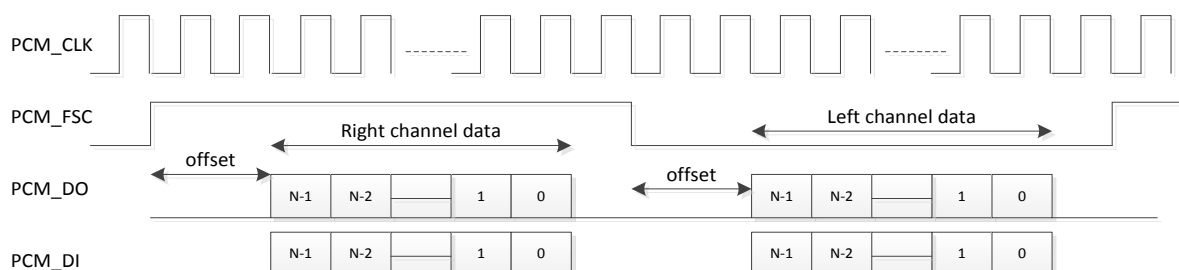 PCM_CLK
PCM_FSC
Right channel data
Left channel data
offset
offset
PCM_DO
N-1 N-2 1 0 N-1 N-2 1 0
PCM_DI
N-1 N-2 1 0 N-1 N-2 1 0